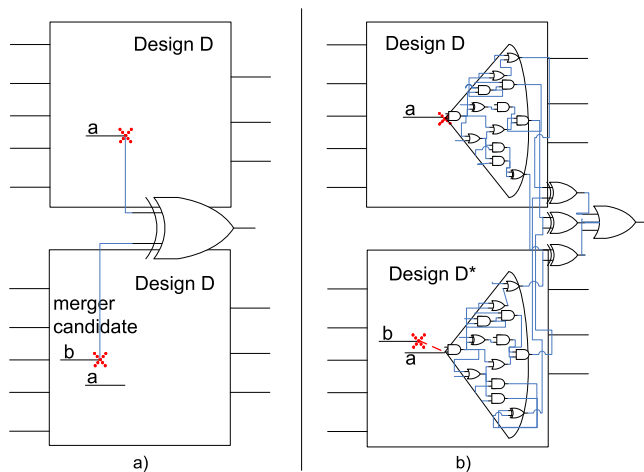 Design D
a
Design D
merger
candidate
b
a
a)
Design D
a
Design D*
b
a
b)